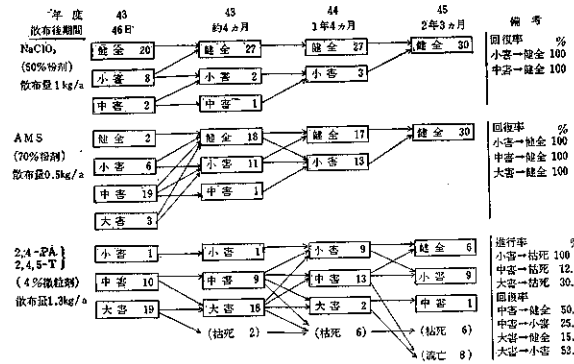 年度 43 43 44 45 備考
散布後期間 46日 約4カ月 1年4ヵ月 2年3ヵ月
NaClO₃ 健全 20 健全 27 健全 27 健全 30 回復率 %
(50%粉剤) 小害 8 小害 2 小害 3 小害→健全 100
散布量1kg/a 中害 2 中害 1 中害→健全 100
AMS 健全 2 健全 18 健全 17 健全 30 回復率 %
(70%粉剤) 小害 6 小害 11 小害 13 小害→健全 100
散布量0.5kg/a 中害 19 中害 1 中害→健全 100
大害 3 大害→健全 100
2,4-PA 小害 1 小害 1 小害 9 健全 6 進行率 %
2,4,5-T 中害 10 中害 9 中害 13 小害 9 小害→枯死 100
(4%微粒剤) 大害 19 大害 2 中害 1 中害→枯死 12.
散布量1.3kg/a 大害 (枯死 2) (枯死 6) (枯死 6) 大害→枯死 30.
(流亡 8) 回復率
中害→健全 50.
中害→小害 25.
大害→健全 15.
大害→小害 52.